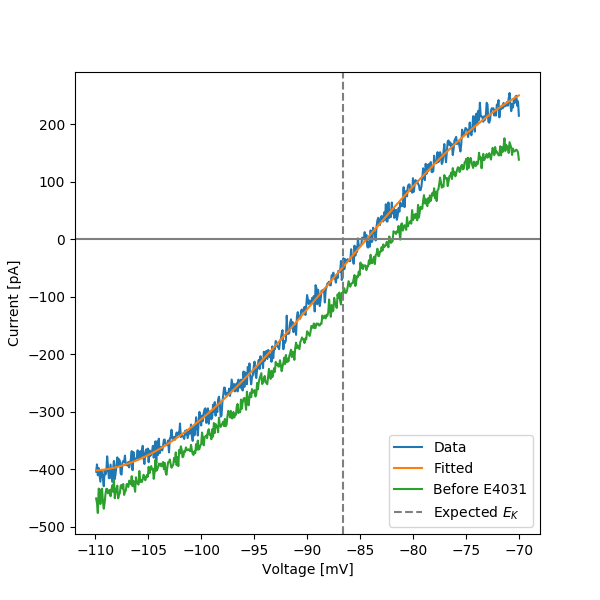 200
100
0
−100
−200
−300
−400
−500
Current [pA]
−110 −105 −100 −95 −90 −85 −80 −75 −70
Voltage [mV]
Data
Fitted
Before E4031
Expected E_K